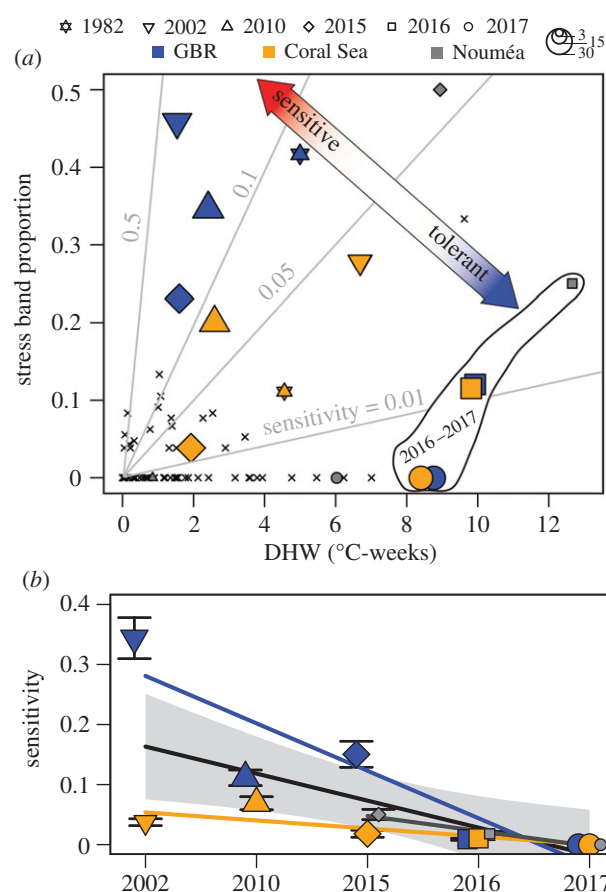 1982 2002 2010 2015 2016 2017
GBR Coral Sea Nouméa
3
15
30
(a)
0.5
0.4
0.3
0.2
0.1
0
stress band proportion
0.5
0.1
0.05
sensitivity = 0.01
sensitive
tolerant
2016–2017
0 2 4 6 8 10 12
DHW (°C-weeks)
(b)
0.4
0.3
0.2
0.1
0
sensitivity
2002 2010 2015 2016 2017